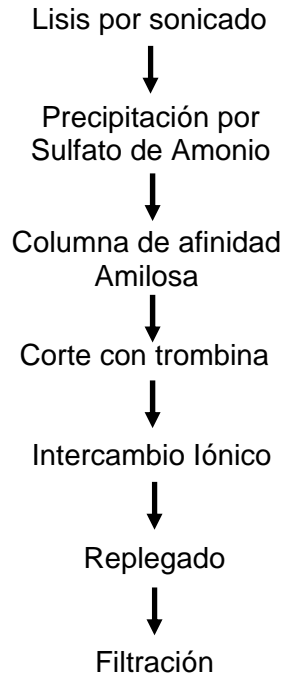 Lisis por sonicado
Precipitación por
Sulfato de Amonio
Columna de afinidad
Amilosa
Corte con trombina
Intercambio Iónico
Replegado
Filtración